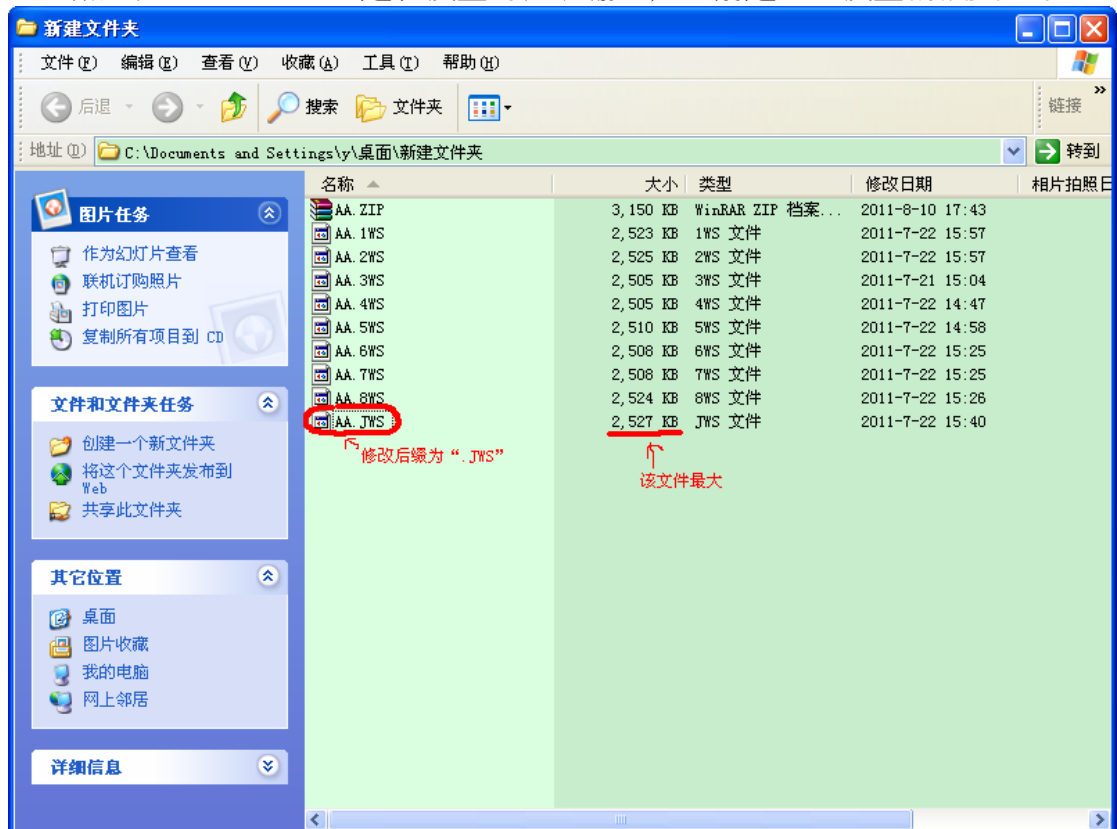 新建文件夹
文件(F) 编辑(E) 查看(V) 收藏(A) 工具(T) 帮助(H)
后退 搜索 文件夹 链接 »
地址(D) C:\Documents and Settings\y\桌面\新建文件夹 转到
名称 大小 类型 修改日期 相片拍照日
图片任务
作为幻灯片查看
联机订购照片
打印图片
复制所有项目到 CD
文件和文件夹任务
创建一个新文件夹
将这个文件夹发布到
Web
共享此文件夹
其它位置
桌面
图片收藏
我的电脑
网上邻居
详细信息
AA.ZIP 3,150 KB WinRAR ZIP 档案... 2011-8-10 17:43
AA.1WS 2,523 KB 1WS 文件 2011-7-22 15:57
AA.2WS 2,525 KB 2WS 文件 2011-7-22 15:57
AA.3WS 2,505 KB 3WS 文件 2011-7-21 15:04
AA.4WS 2,505 KB 4WS 文件 2011-7-22 14:47
AA.5WS 2,510 KB 5WS 文件 2011-7-22 14:58
AA.6WS 2,508 KB 6WS 文件 2011-7-22 15:25
AA.7WS 2,508 KB 7WS 文件 2011-7-22 15:25
AA.8WS 2,524 KB 8WS 文件 2011-7-22 15:26
AA.JWS 2,527 KB JWS 文件 2011-7-22 15:40
修改后缀为“.JWS”
该文件最大